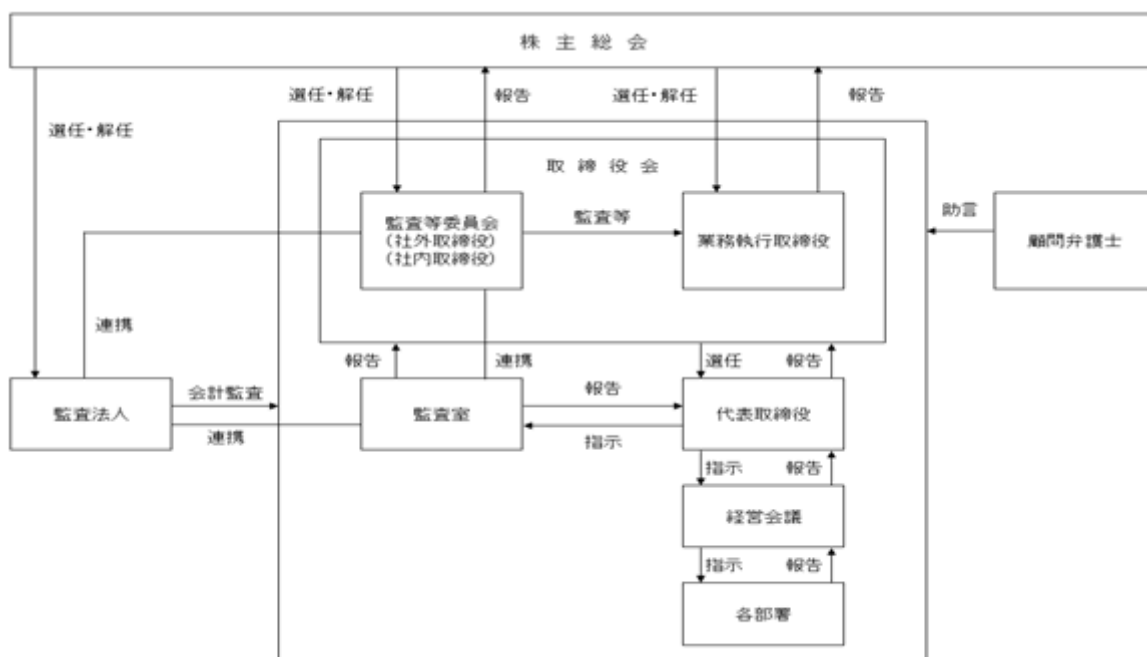 株主総会
選任・解任
報告
選任・解任
報告
選任・解任
取締役会
監査等委員会
(社外取締役)
(社内取締役)
監査等
業務執行取締役
助言
顧問弁護士
連携
報告
連携
選任
報告
監査法人
会計監査
連携
監査室
報告
指示
代表取締役
指示
報告
経営会議
指示
報告
各部署